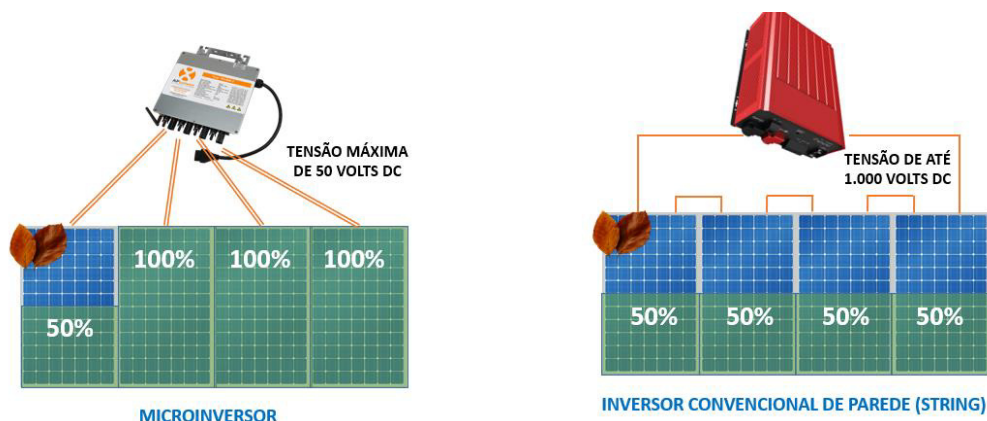 TENSÃO MÁXIMA
DE 50 VOLTS DC
50%
100%
100%
100%
MICROINVERSOR
TENSÃO DE ATÉ
1.000 VOLTS DC
50%
50%
50%
50%
INVERSOR CONVENCIONAL DE PAREDE (STRING)